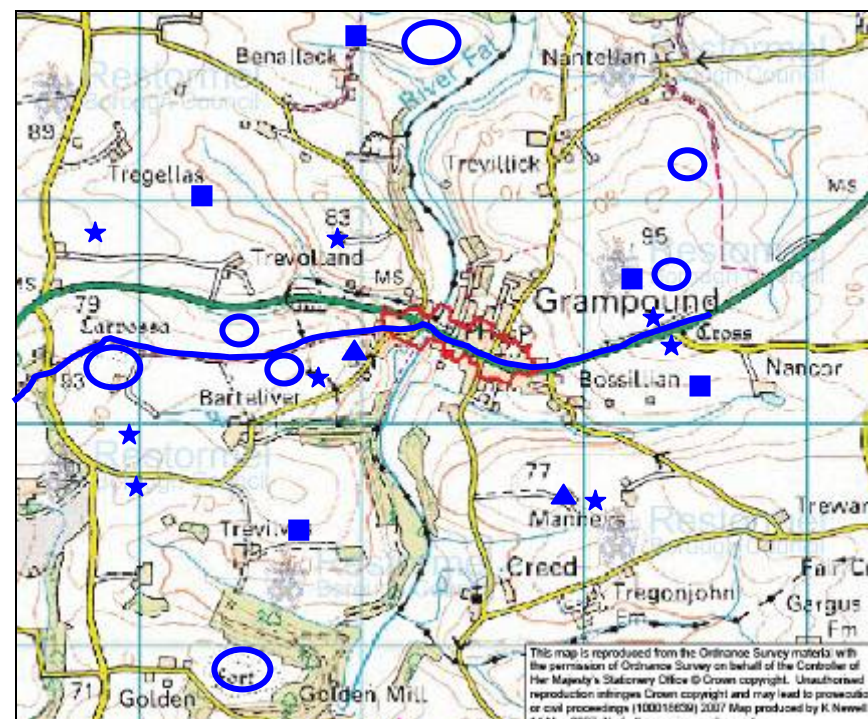 Benallack
River Fal
Nantellan
89
Trevillick
Tregellas
MS
83
95
Trevolland
MS
MS
Grampound
79
Carvossa
Cross
93
Bossillian
Nancor
Barteliver
77
Manners
Trewar
Creed
Tregonjohn
Fm
Gargus
Fm
Fort
71
Golden
Golden Mill
This map is reproduced from the Ordnance Survey material with
the permission of Ordnance Survey on behalf of the Controller of
Her Majesty's Stationery Office © Crown copyright. Unauthorised
reproduction infringes Crown copyright and may lead to prosecution
or civil proceedings (100018639) 2007 Map produced by K Newe
Restormel
Borough Council